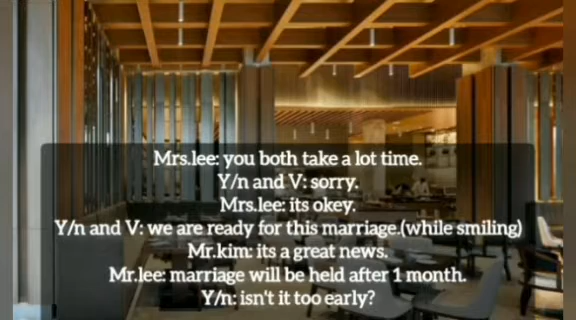 Mrs.lee: you both take a lot time.
Y/n and V: sorry.
Mrs.lee: its okey.
Y/n and V: we are ready for this marriage.(while smiling)
Mr.kim: its a great news.
Mr.lee: marriage will be held after 1 month.
Y/n: isn't it too early?